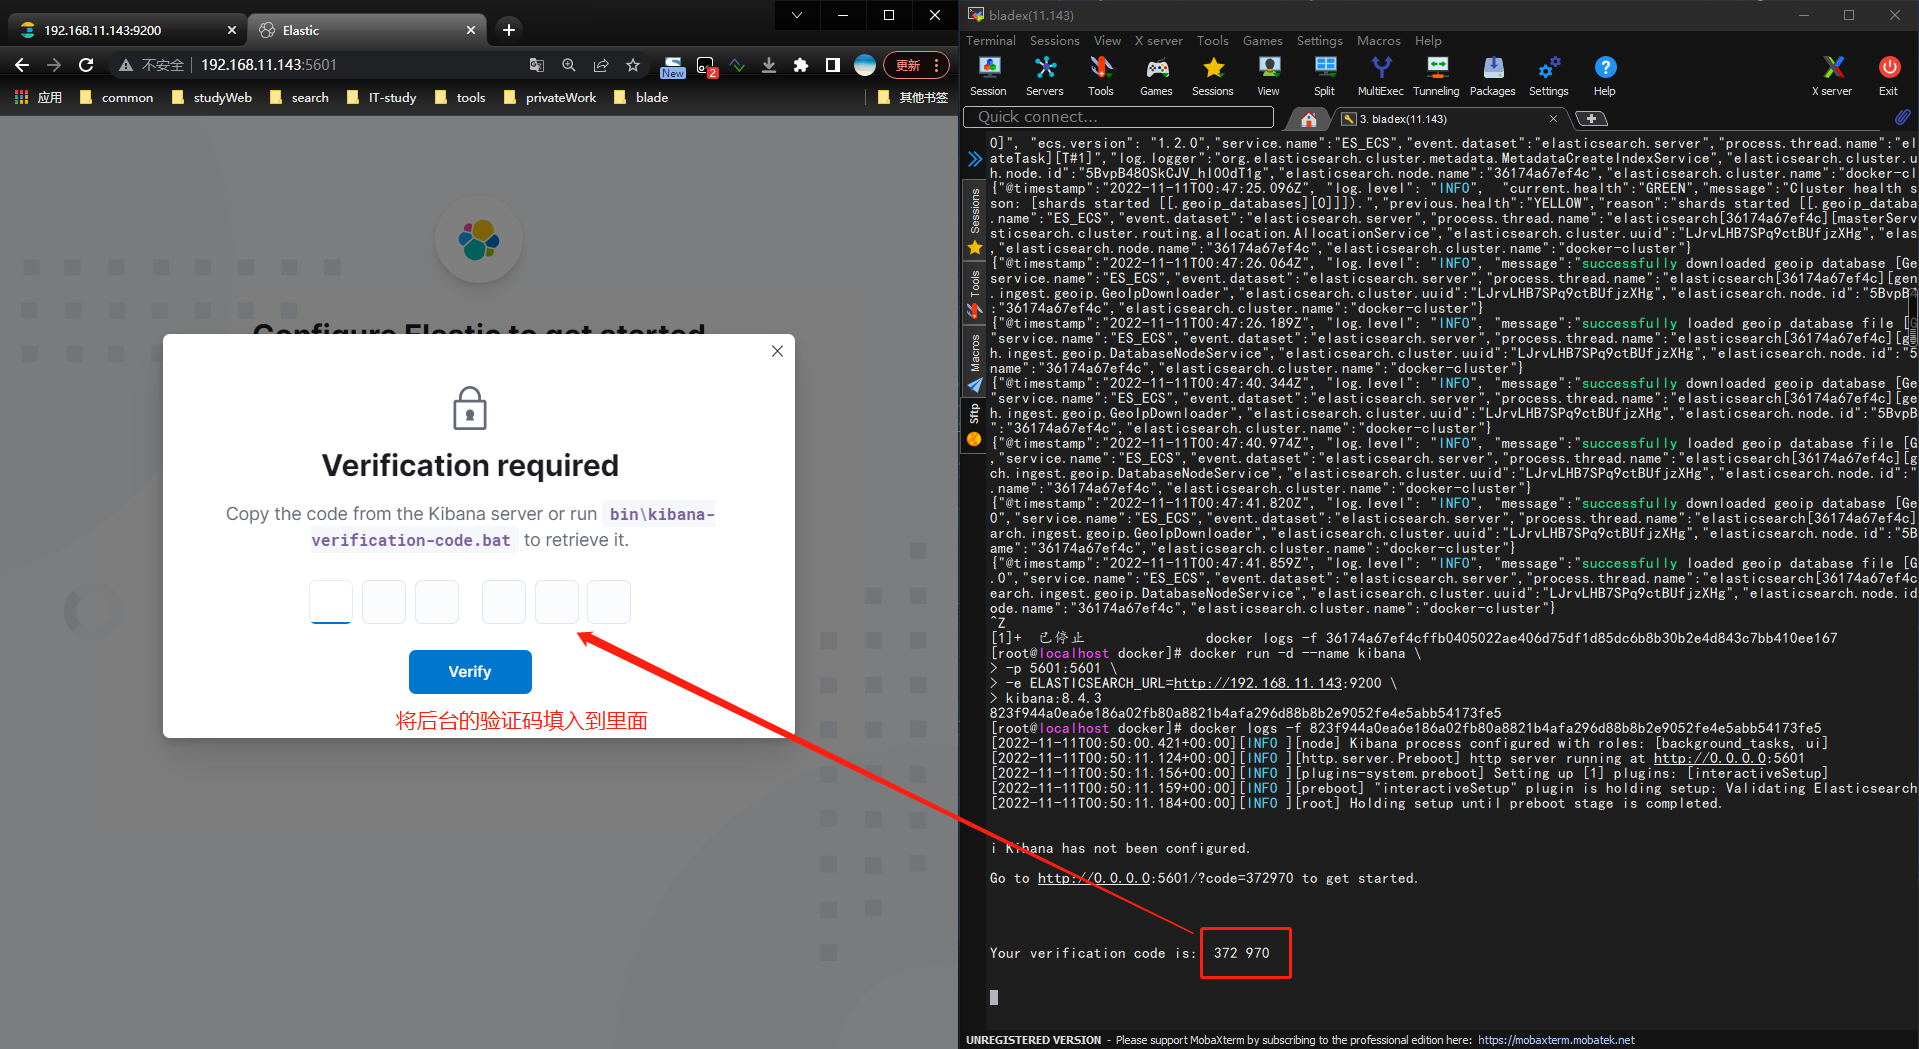 192.168.11.143:9200
Elastic
不安全
192.168.11.143:5601
New
2
更新
应用
common
studyWeb
search
IT-study
tools
privateWork
blade
其他书签
Configure Elastic to get started
Verification required
Copy the code from the Kibana server or run bin\kibana-
verification-code.bat to retrieve it.
Verify
将后台的验证码填入到里面
bladex(11.143)
Terminal Sessions View X server Tools Games Settings Macros Help
Session Servers Tools Games Sessions View Split MultiExec Tunneling Packages Settings Help X server Exit
Quick connect...
3. bladex(11.143)
Sessions
Tools
Macros
Sftp
0]", "ecs.version": "1.2.0","service.name":"ES_ECS","event.dataset":"elasticsearch.server","process.thread.name":"el
ateTask][T#1]","log.logger":"org.elasticsearch.cluster.metadata.MetadataCreateIndexService","elasticsearch.cluster.u
h.node.id":"5BvpB48OSkCJV_hI0OdT1g","elasticsearch.node.name":"36174a67ef4c","elasticsearch.cluster.name":"docker-cl
{"@timestamp":"2022-11-11T00:47:25.096Z", "log.level": "INFO", "current.health":"GREEN","message":"Cluster health s
son: [shards started [[.geoip_databases][0]]]).","previous.health":"YELLOW","reason":"shards started [[.geoip_databa
.name":"ES_ECS","event.dataset":"elasticsearch.server","process.thread.name":"elasticsearch[36174a67ef4c][masterServ
sticsearch.cluster.routing.allocation.AllocationService","elasticsearch.cluster.uuid":"LJrvLHB7SPq9ctBUfjzXHg","elas
,"elasticsearch.node.name":"36174a67ef4c","elasticsearch.cluster.name":"docker-cluster"}
{"@timestamp":"2022-11-11T00:47:26.064Z", "log.level": "INFO", "message":"successfully downloaded geoip database [Ge
service.name":"ES_ECS","event.dataset":"elasticsearch.server","process.thread.name":"elasticsearch[36174a67ef4c][gen
.ingest.geoip.GeoIpDownloader","elasticsearch.cluster.uuid":"LJrvLHB7SPq9ctBUfjzXHg","elasticsearch.node.id":"5BvpB
:"36174a67ef4c","elasticsearch.cluster.name":"docker-cluster"}
{"@timestamp":"2022-11-11T00:47:26.189Z", "log.level": "INFO", "message":"successfully loaded geoip database file [G
"service.name":"ES_ECS","event.dataset":"elasticsearch.server","process.thread.name":"elasticsearch[36174a67ef4c][g
h.ingest.geoip.DatabaseNodeService","elasticsearch.cluster.uuid":"LJrvLHB7SPq9ctBUfjzXHg","elasticsearch.node.id":"5
name":"36174a67ef4c","elasticsearch.cluster.name":"docker-cluster"}
{"@timestamp":"2022-11-11T00:47:40.344Z", "log.level": "INFO", "message":"successfully downloaded geoip database [Ge
"service.name":"ES_ECS","event.dataset":"elasticsearch.server","process.thread.name":"elasticsearch[36174a67ef4c][ge
h.ingest.geoip.GeoIpDownloader","elasticsearch.cluster.uuid":"LJrvLHB7SPq9ctBUfjzXHg","elasticsearch.node.id":"5BvpB
":"36174a67ef4c","elasticsearch.cluster.name":"docker-cluster"}
{"@timestamp":"2022-11-11T00:47:40.974Z", "log.level": "INFO", "message":"successfully loaded geoip database file [G
,"service.name":"ES_ECS","event.dataset":"elasticsearch.server","process.thread.name":"elasticsearch[36174a67ef4c][g
ch.ingest.geoip.DatabaseNodeService","elasticsearch.cluster.uuid":"LJrvLHB7SPq9ctBUfjzXHg","elasticsearch.node.id":"
.name":"36174a67ef4c","elasticsearch.cluster.name":"docker-cluster"}
{"@timestamp":"2022-11-11T00:47:41.820Z", "log.level": "INFO", "message":"successfully downloaded geoip database [Ge
0","service.name":"ES_ECS","event.dataset":"elasticsearch.server","process.thread.name":"elasticsearch[36174a67ef4c]
arch.ingest.geoip.GeoIpDownloader","elasticsearch.cluster.uuid":"LJrvLHB7SPq9ctBUfjzXHg","elasticsearch.node.id":"5B
ame":"36174a67ef4c","elasticsearch.cluster.name":"docker-cluster"}
{"@timestamp":"2022-11-11T00:47:41.859Z", "log.level": "INFO", "message":"successfully loaded geoip database file [G
.0","service.name":"ES_ECS","event.dataset":"elasticsearch.server","process.thread.name":"elasticsearch[36174a67ef4c
earch.ingest.geoip.DatabaseNodeService","elasticsearch.cluster.uuid":"LJrvLHB7SPq9ctBUfjzXHg","elasticsearch.node.id
ode.name":"36174a67ef4c","elasticsearch.cluster.name":"docker-cluster"}
^Z
[1]+ 已停止 docker logs -f 36174a67ef4cffb0405022ae406d75df1d85dc6b8b30b2e4d843c7bb410ee167
[root@localhost docker]# docker run -d --name kibana \
> -p 5601:5601 \
> -e ELASTICSEARCH_URL=http://192.168.11.143:9200 \
> kibana:8.4.3
823f944a0ea6e186a02fb80a8821b4afa296d88b8b2e9052fe4e5abb54173fe5
[root@localhost docker]# docker logs -f 823f944a0ea6e186a02fb80a8821b4afa296d88b8b2e9052fe4e5abb54173fe5
[2022-11-11T00:50:00.421+00:00][INFO ][node] Kibana process configured with roles: [background_tasks, ui]
[2022-11-11T00:50:11.124+00:00][INFO ][http.server.Preboot] http server running at http://0.0.0.0:5601
[2022-11-11T00:50:11.156+00:00][INFO ][plugins-system.preboot] Setting up [1] plugins: [interactiveSetup]
[2022-11-11T00:50:11.159+00:00][INFO ][preboot] "interactiveSetup" plugin is holding setup: Validating Elasticsearch
[2022-11-11T00:50:11.184+00:00][INFO ][root] Holding setup until preboot stage is completed.
i Kibana has not been configured.
Go to http://0.0.0.0:5601/?code=372970 to get started.
Your verification code is: 372 970
UNREGISTERED VERSION - Please support MobaXterm by subscribing to the professional edition here: https://mobaxterm.mobatek.net